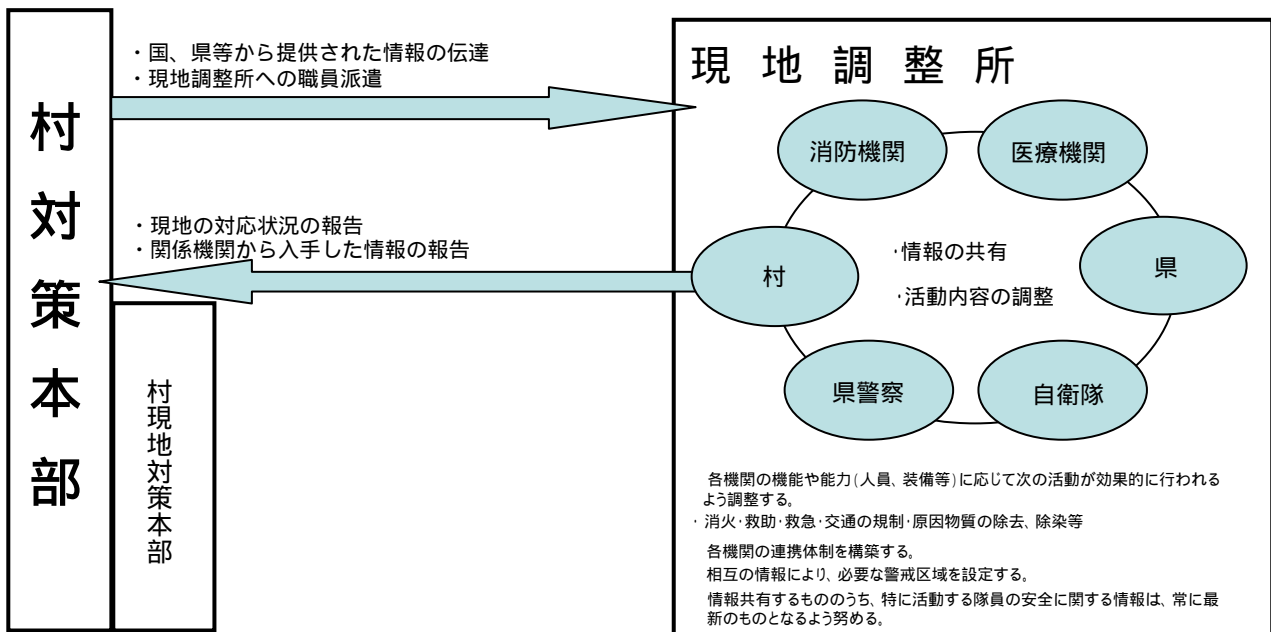 村対策本部
・国、県等から提供された情報の伝達
・現地調整所への職員派遣
・現地の対応状況の報告
・関係機関から入手した情報の報告
村現地対策本部
現地調整所
消防機関
医療機関
村
県
県警察
自衛隊
・情報の共有
・活動内容の調整
各機関の機能や能力(人員、装備等)に応じて次の活動が効果的に行われる
よう調整する。
・消火・救助・救急・交通の規制・原因物質の除去、除染等
各機関の連携体制を構築する。
相互の情報により、必要な警戒区域を設定する。
情報共有するもののうち、特に活動する隊員の安全に関する情報は、常に最
新のものとなるよう努める。